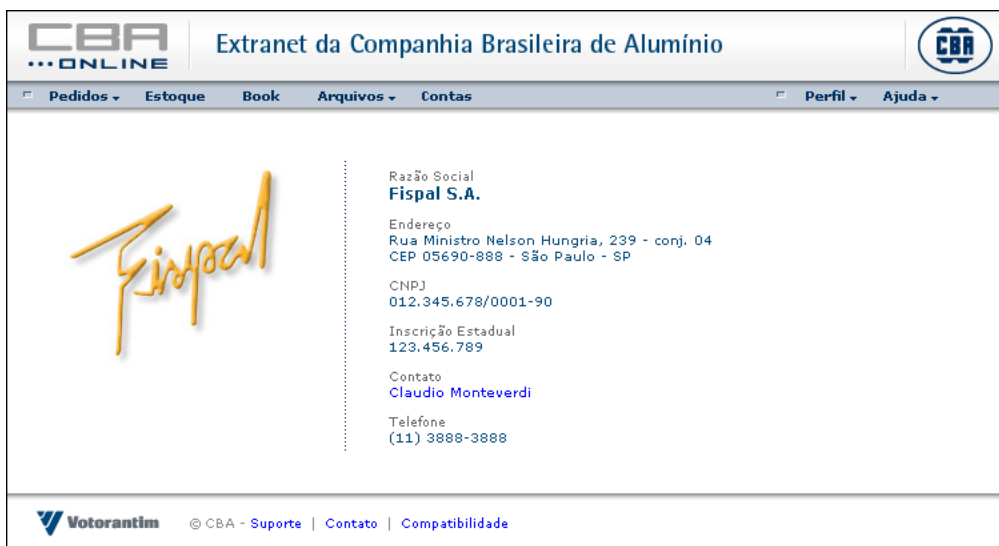 CBA
ONLINE
Extranet da Companhia Brasileira de Alumínio
CBA
Pedidos Estoque Book Arquivos Contas Perfil Ajuda
Fispal
Razão Social
Fispal S.A.
Endereço
Rua Ministro Nelson Hungria, 239 - conj. 04
CEP 05690-888 - São Paulo - SP
CNPJ
012.345.678/0001-90
Inscrição Estadual
123.456.789
Contato
Claudio Monteverdi
Telefone
(11) 3888-3888
Votorantim © CBA - Suporte | Contato | Compatibilidade